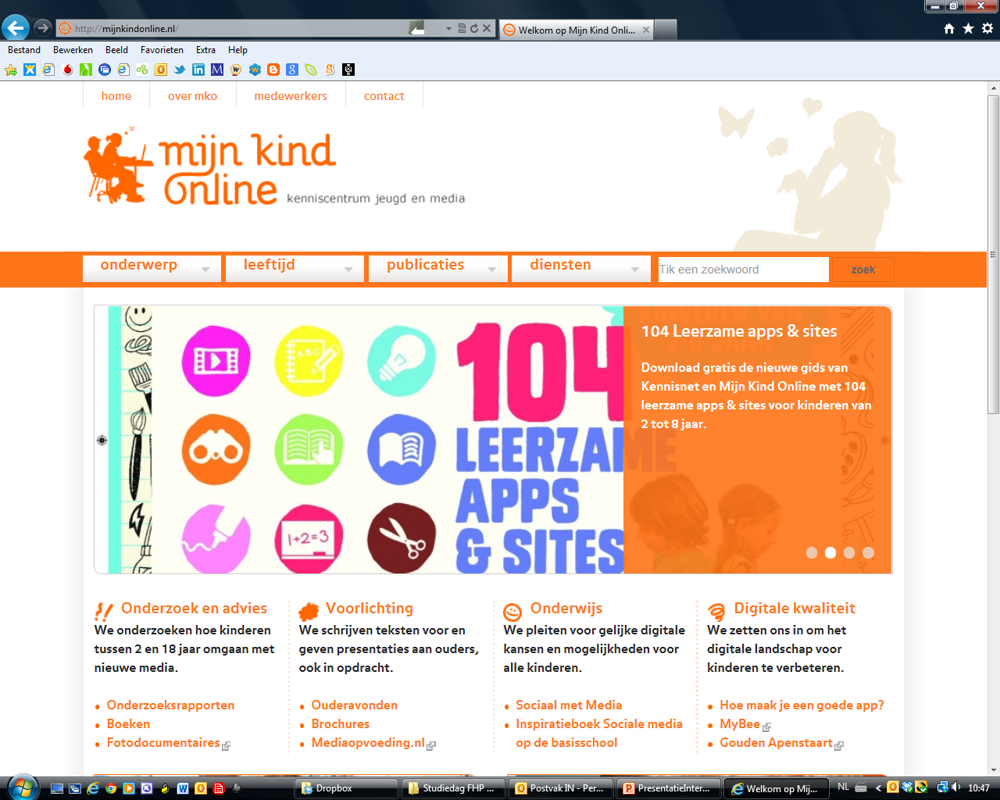 http://mijnkindonline.nl/
Welkom op Mijn Kind Onli...
Bestand Bewerken Beeld Favorieten Extra Help
home over mko medewerkers contact
mijn kind
online kenniscentrum jeugd en media
onderwerp leeftijd publicaties diensten Tik een zoekwoord zoek
104
LEERZAME
APPS
& SITES
ABC
1+2=3
104 Leerzame apps & sites
Download gratis de nieuwe gids van
Kennisnet en Mijn Kind Online met 104
leerzame apps & sites voor kinderen van
2 tot 8 jaar.
Onderzoek en advies
We onderzoeken hoe kinderen
tussen 2 en 18 jaar omgaan met
nieuwe media.
Onderzoeksrapporten
Boeken
Fotodocumentaires
Voorlichting
We schrijven teksten voor en
geven presentaties aan ouders,
ook in opdracht.
Ouderavonden
Brochures
Mediaopvoeding.nl
Onderwijs
We pleiten voor gelijke digitale
kansen en mogelijkheden voor
alle kinderen.
Sociaal met Media
Inspiratieboek Sociale media
op de basisschool
Digitale kwaliteit
We zetten ons in om het
digitale landschap voor
kinderen te verbeteren.
Hoe maak je een goede app?
MyBee
Gouden Apenstaart
Dropbox Studiedag FHP ... Postvak IN - Per... PresentatieInter... Welkom op Mij... NL 10:47